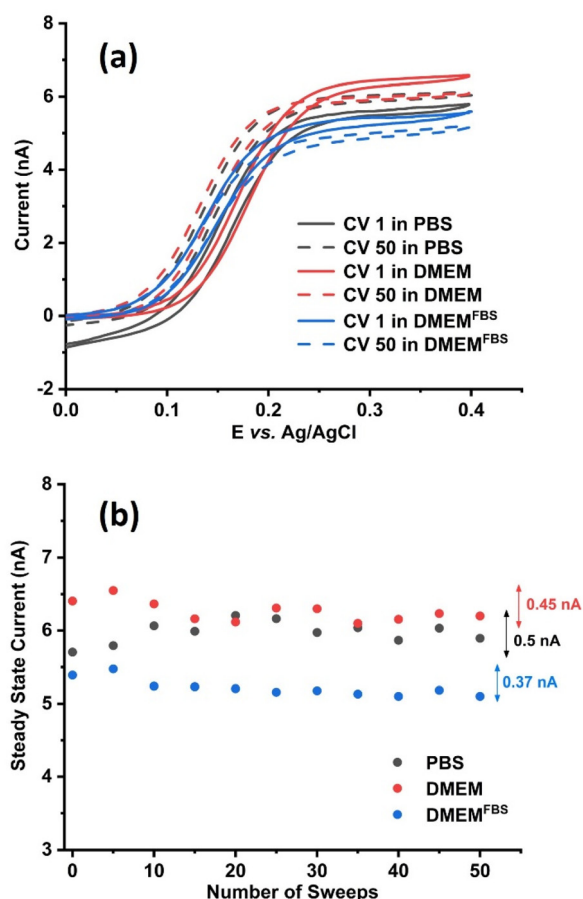 (a)
8
6
4
2
0
-2
Current (nA)
CV 1 in PBS
CV 50 in PBS
CV 1 in DMEM
CV 50 in DMEM
CV 1 in DMEM^FBS
CV 50 in DMEM^FBS
0.0 0.1 0.2 0.3 0.4
E vs. Ag/AgCl
(b)
8
7
6
5
4
3
Steady State Current (nA)
0.45 nA
0.5 nA
0.37 nA
PBS
DMEM
DMEM^FBS
0 10 20 30 40 50
Number of Sweeps